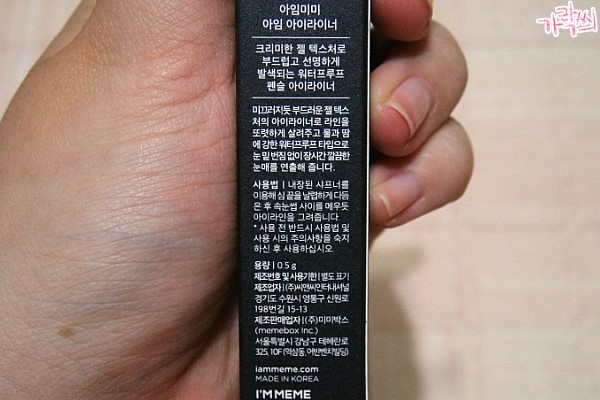 가락씨
아임미미
아임 아이라이너
크리미한 젤 텍스처로
부드럽고 선명하게
발색되는 워터프루프
펜슬 아이라이너
미끄러지듯 부드러운 젤 텍스
처의 아이라이너로 라인을
또렷하게 살려주고 물과 땀
에 강한 워터프루프 타입으로
눈 밑 번짐 없이 장시간 깔끔한
눈매를 연출해 줍니다.
사용법 | 내장된 샤프너를
이용해 심 끝을 날렵하게 다듬
은 후 속눈썹 사이를 메우듯
아이라인을 그려줍니다
* 사용 전 반드시 사용법 및
사용 시의 주의사항을 숙지
하신 후 사용하십시오.
용량 | 0.5 g
제조번호 및 사용기한 | 별도 표기
제조업자 | (주)씨앤씨인터내셔널
경기도 수원시 영통구 신원로
198번길 15-13
제조판매업자 | (주)미미박스
(memebox Inc.)
서울특별시 강남구 테헤란로
325, 10F (역삼동, 어반벤치빌딩)
iammeme.com
MADE IN KOREA
I'M MEME